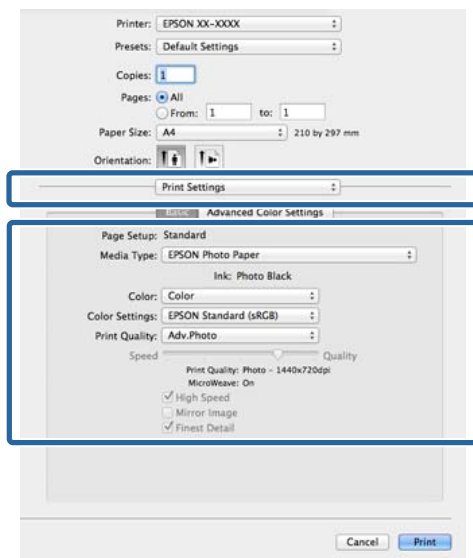 Printer: EPSON XX-XXXX
Presets: Default Settings
Copies: 1
Pages: All
From: 1 to: 1
Paper Size: A4 210 by 297 mm
Orientation:
Print Settings
Basic Advanced Color Settings
Page Setup: Standard
Media Type: EPSON Photo Paper
Ink: Photo Black
Color: Color
Color Settings: EPSON Standard (sRGB)
Print Quality: Adv.Photo
Speed Quality
Print Quality: Photo - 1440x720dpi
MicroWeave: On
High Speed
Mirror Image
Finest Detail
Cancel Print